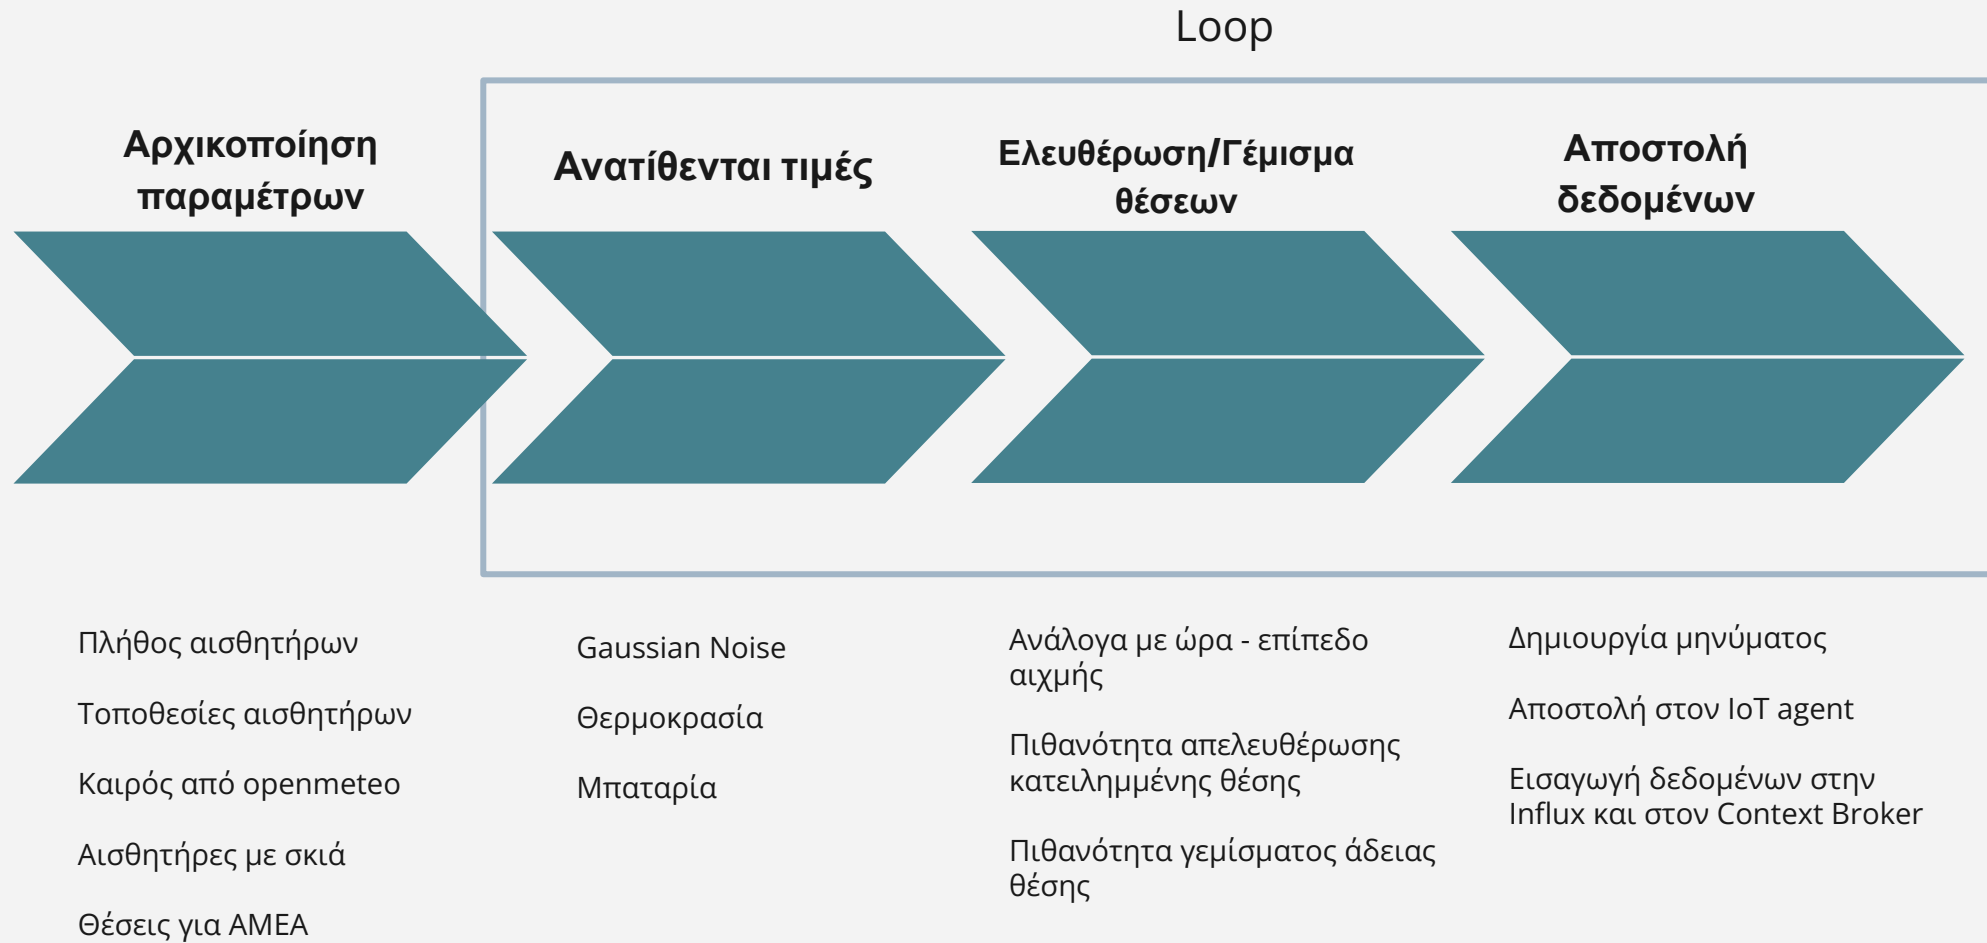 Loop
Αρχικοποίηση
παραμέτρων
Ανατίθενται τιμές
Ελευθέρωση/Γέμισμα
θέσεων
Αποστολή
δεδομένων
Πλήθος αισθητήρων
Τοποθεσίες αισθητήρων
Καιρός από openmeteo
Αισθητήρες με σκιά
Θέσεις για ΑΜΕΑ
Gaussian Noise
Θερμοκρασία
Μπαταρία
Ανάλογα με ώρα - επίπεδο
αιχμής
Πιθανότητα απελευθέρωσης
κατειλημμένης θέσης
Πιθανότητα γεμίσματος άδειας
θέσης
Δημιουργία μηνύματος
Αποστολή στον IoT agent
Εισαγωγή δεδομένων στην
Influx και στον Context Broker